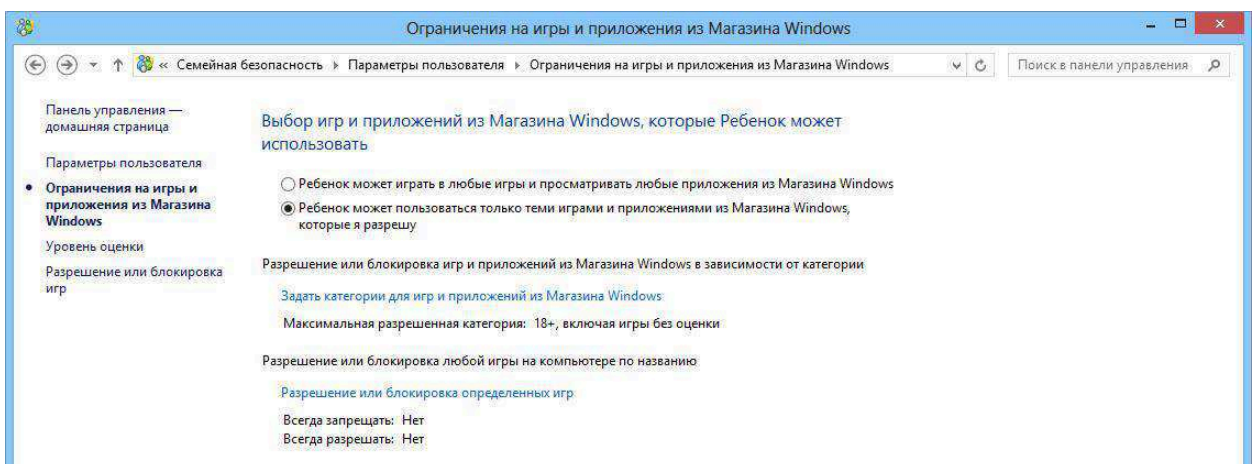 Ограничения на игры и приложения из Магазина Windows
« Семейная безопасность ▸ Параметры пользователя ▸ Ограничения на игры и приложения из Магазина Windows
Поиск в панели управления
Панель управления —
домашняя страница
Параметры пользователя
Ограничения на игры и
приложения из Магазина
Windows
Уровень оценки
Разрешение или блокировка
игр
Выбор игр и приложений из Магазина Windows, которые Ребенок может
использовать
Ребенок может играть в любые игры и просматривать любые приложения из Магазина Windows
Ребенок может пользоваться только теми играми и приложениями из Магазина Windows,
которые я разрешу
Разрешение или блокировка игр и приложений из Магазина Windows в зависимости от категории
Задать категории для игр и приложений из Магазина Windows
Максимальная разрешенная категория: 18+, включая игры без оценки
Разрешение или блокировка любой игры на компьютере по названию
Разрешение или блокировка определенных игр
Всегда запрещать: Нет
Всегда разрешать: Нет